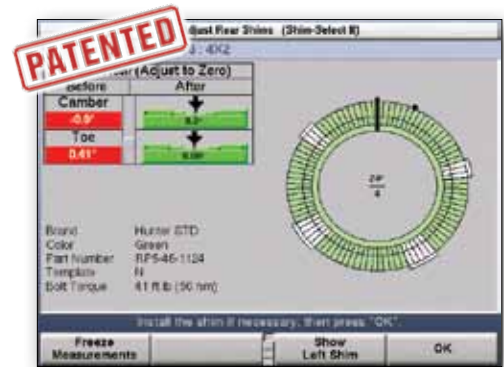 PATENTED
Adjust Rear Shims (Shim-Select II)
: 4X2
(Adjust to Zero)
Before After
Camber
-0.9°
Toe
0.41°
Brand Hunter STD
Color Green
Part Number RP5-46-1124
Template N
Bolt Torque 41 ft lb (56 nm)
Install the shim if necessary, then press "OK".
Freeze Measurements
Show Left Shim
OK